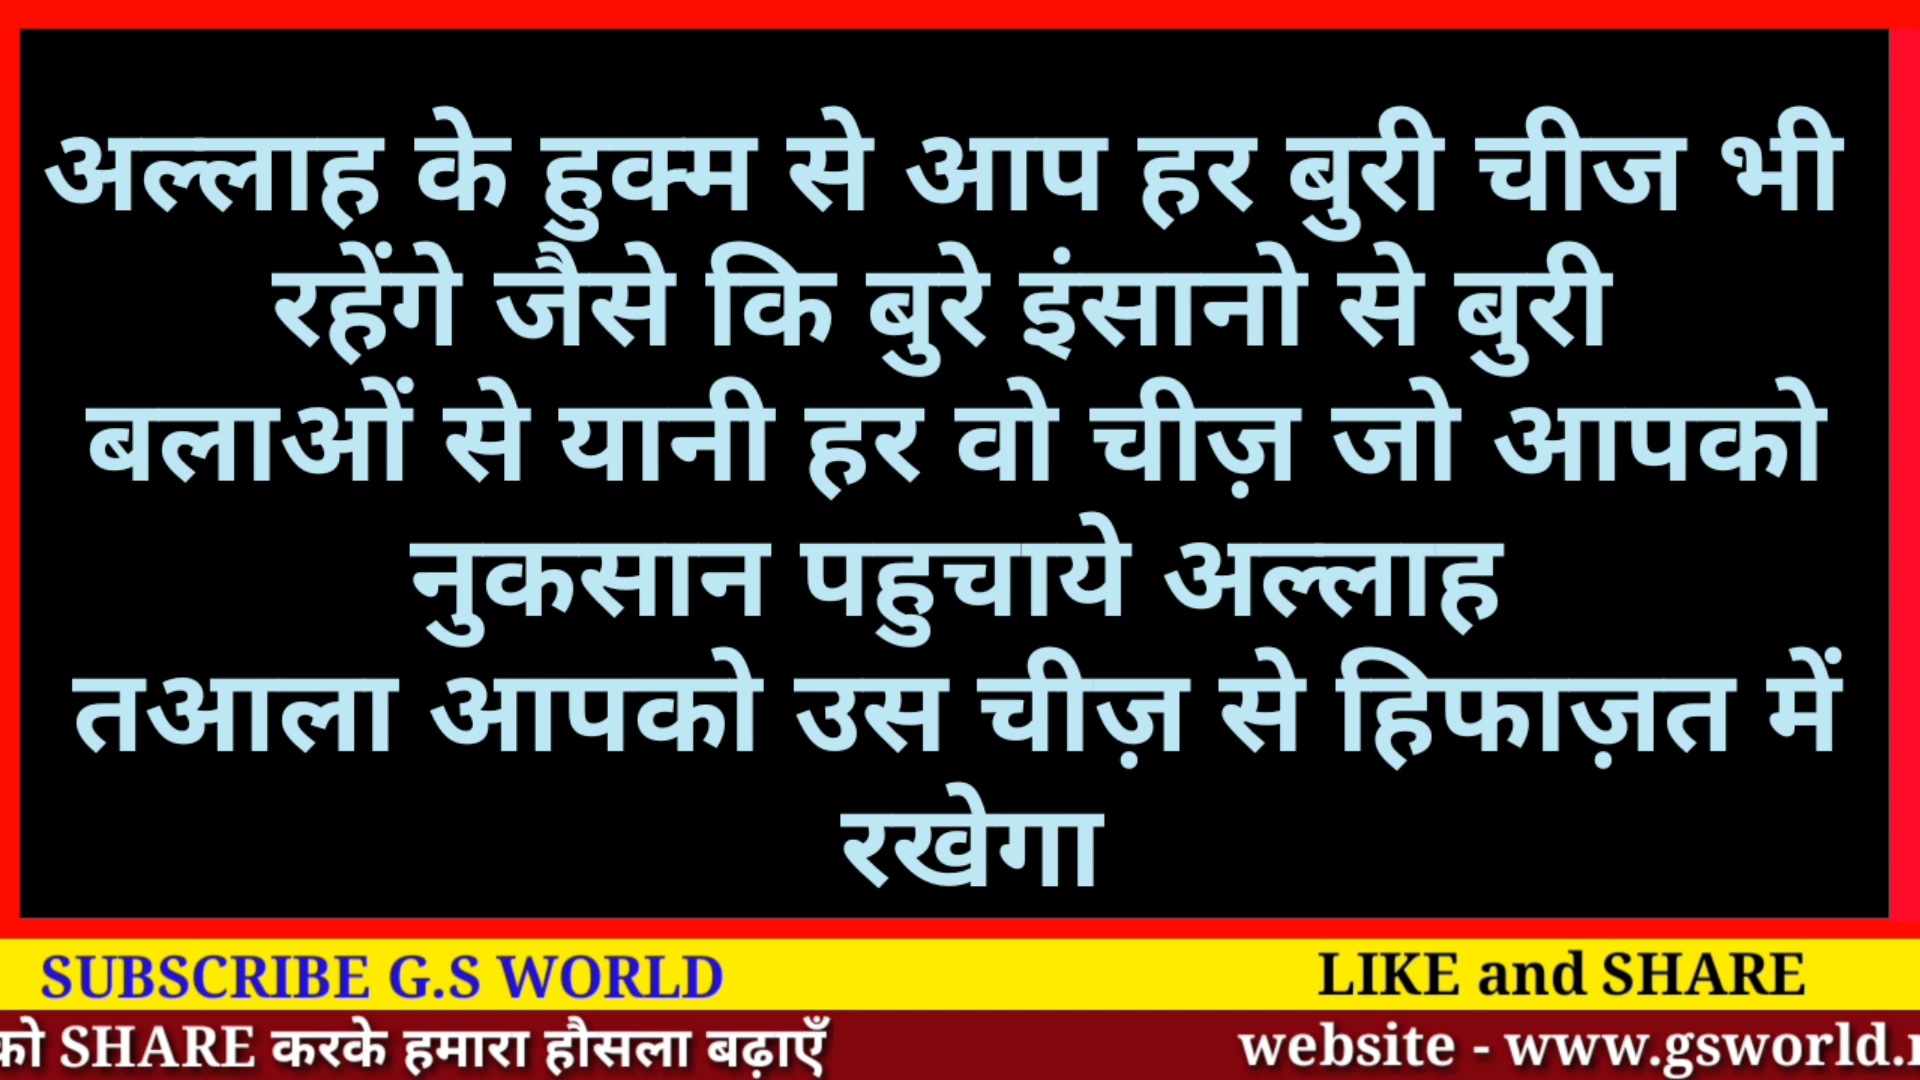 अल्लाह के हुक्म से आप हर बुरी चीज भी
रहेंगे जैसे कि बुरे इंसानो से बुरी
बलाओं से यानी हर वो चीज़ जो आपको
नुकसान पहुचाये अल्लाह
तआला आपको उस चीज़ से हिफाज़त में
रखेगा
SUBSCRIBE G.S WORLD LIKE and SHARE
को SHARE करके हमारा हौसला बढ़ाएँ website - www.gsworld.